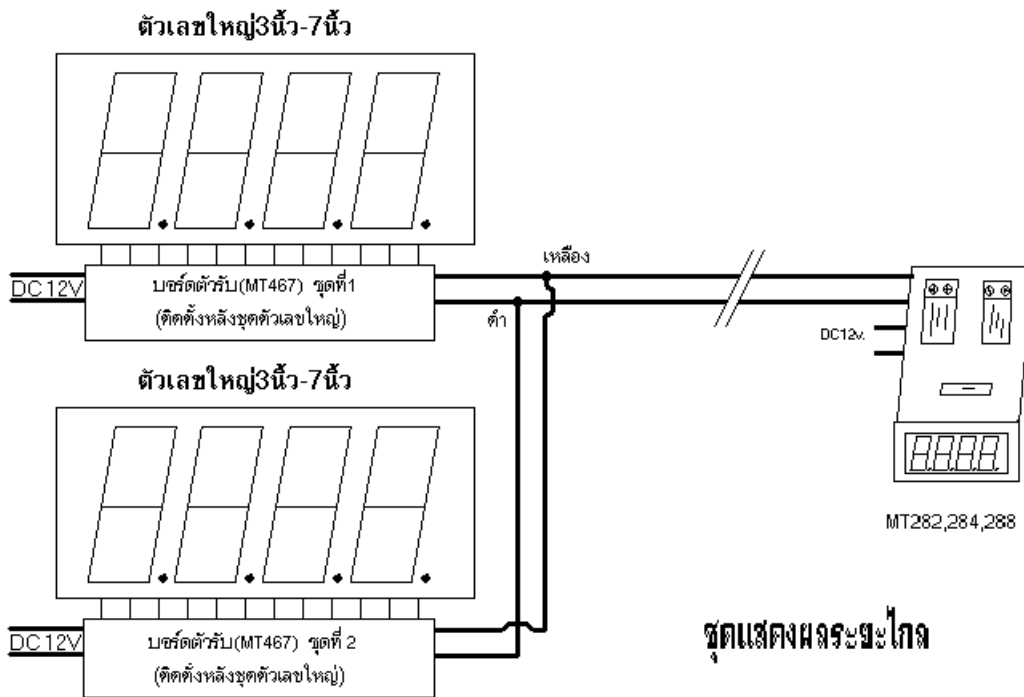 ตัวเลขใหญ่3นิ้ว-7นิ้ว
เหลือง
DC 12V
บอร์ดตัวรับ(MT467) ชุดที่1
(ติดตั้งหลังชุดตัวเลขใหญ่)
ดำ
DC12v.
ตัวเลขใหญ่3นิ้ว-7นิ้ว
MT282,284,288
DC 12V
บอร์ดตัวรับ(MT467) ชุดที่ 2
(ติดตั้งหลังชุดตัวเลขใหญ่)
ชุดแสดงผลระยะไกล